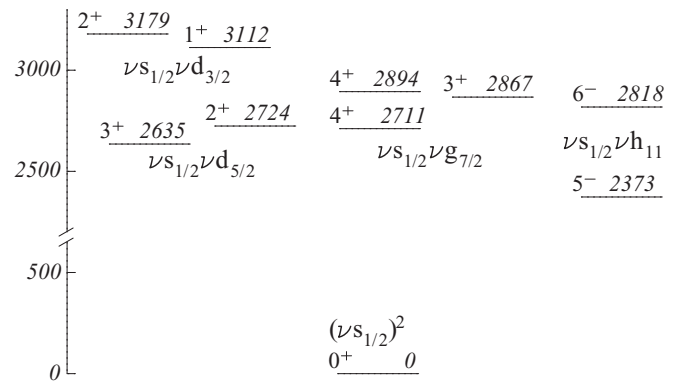 2⁺ 3179
1⁺ 3112
νs₁/₂νd₃/₂
3000
4⁺ 2894
3⁺ 2867
6⁻ 2818
2⁺ 2724
4⁺ 2711
3⁺ 2635
νs₁/₂νd₅/₂
νs₁/₂νg₇/₂
νs₁/₂νh₁₁
2500
5⁻ 2373
500
(νs₁/₂)²
0⁺ 0
0